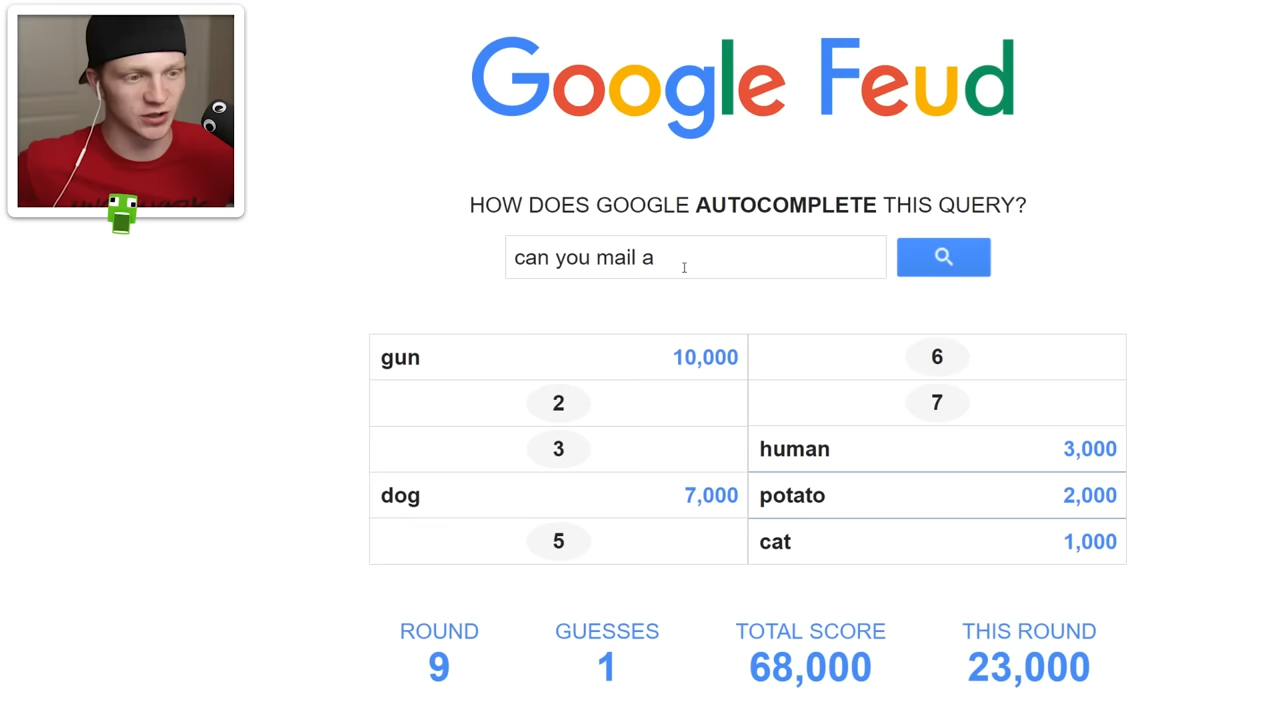 Google Feud
HOW DOES GOOGLE AUTOCOMPLETE THIS QUERY?
can you mail a
gun 10,000
2
3
dog 7,000
5
6
7
human 3,000
potato 2,000
cat 1,000
ROUND GUESSES TOTAL SCORE THIS ROUND
9 1 68,000 23,000